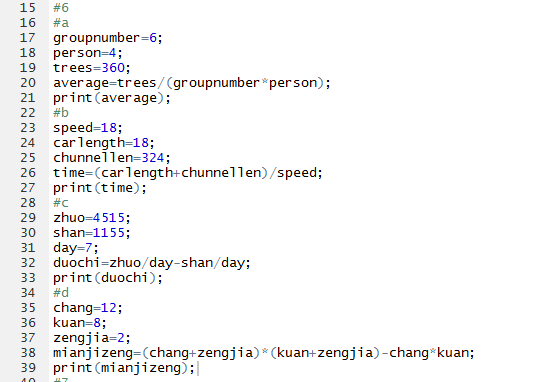 15 #6
16 #a
17 groupnumber=6;
18 person=4;
19 trees=360;
20 average=trees/(groupnumber*person);
21 print(average);
22 #b
23 speed=18;
24 carlength=18;
25 chunnellen=324;
26 time=(carlength+chunnellen)/speed;
27 print(time);
28 #c
29 zhuo=4515;
30 shan=1155;
31 day=7;
32 duochi=zhuo/day-shan/day;
33 print(duochi);
34 #d
35 chang=12;
36 kuan=8;
37 zengjia=2;
38 mianjizeng=(chang+zengjia)*(kuan+zengjia)-chang*kuan;
39 print(mianjizeng);
40 #7